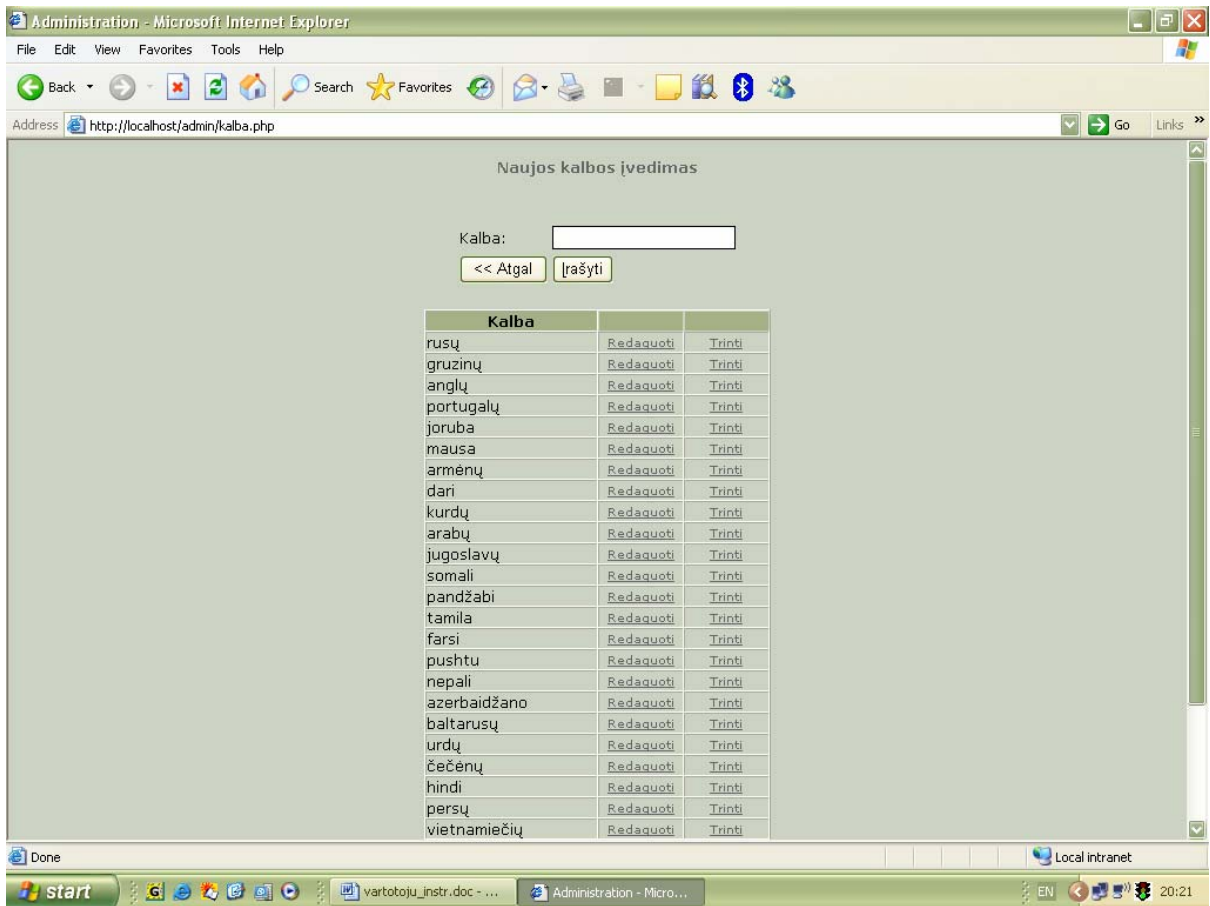 Administration - Microsoft Internet Explorer
File Edit View Favorites Tools Help
Back Search Favorites
Address http://localhost/admin/kalba.php Go Links »
Naujos kalbos įvedimas
Kalba:
<< Atgal Įrašyti
Kalba
rusų Redaguoti Trinti
gruzinų Redaguoti Trinti
anglų Redaguoti Trinti
portugalų Redaguoti Trinti
joruba Redaguoti Trinti
mausa Redaguoti Trinti
armėnų Redaguoti Trinti
dari Redaguoti Trinti
kurdų Redaguoti Trinti
arabų Redaguoti Trinti
jugoslavų Redaguoti Trinti
somali Redaguoti Trinti
pandžabi Redaguoti Trinti
tamila Redaguoti Trinti
farsi Redaguoti Trinti
pushtu Redaguoti Trinti
nepali Redaguoti Trinti
azerbaidžano Redaguoti Trinti
baltarusų Redaguoti Trinti
urdų Redaguoti Trinti
čečėnų Redaguoti Trinti
hindi Redaguoti Trinti
persų Redaguoti Trinti
vietnamiečių Redaguoti Trinti
Done Local intranet
start vartotoju_instr.doc - ... Administration - Micro... EN 20:21